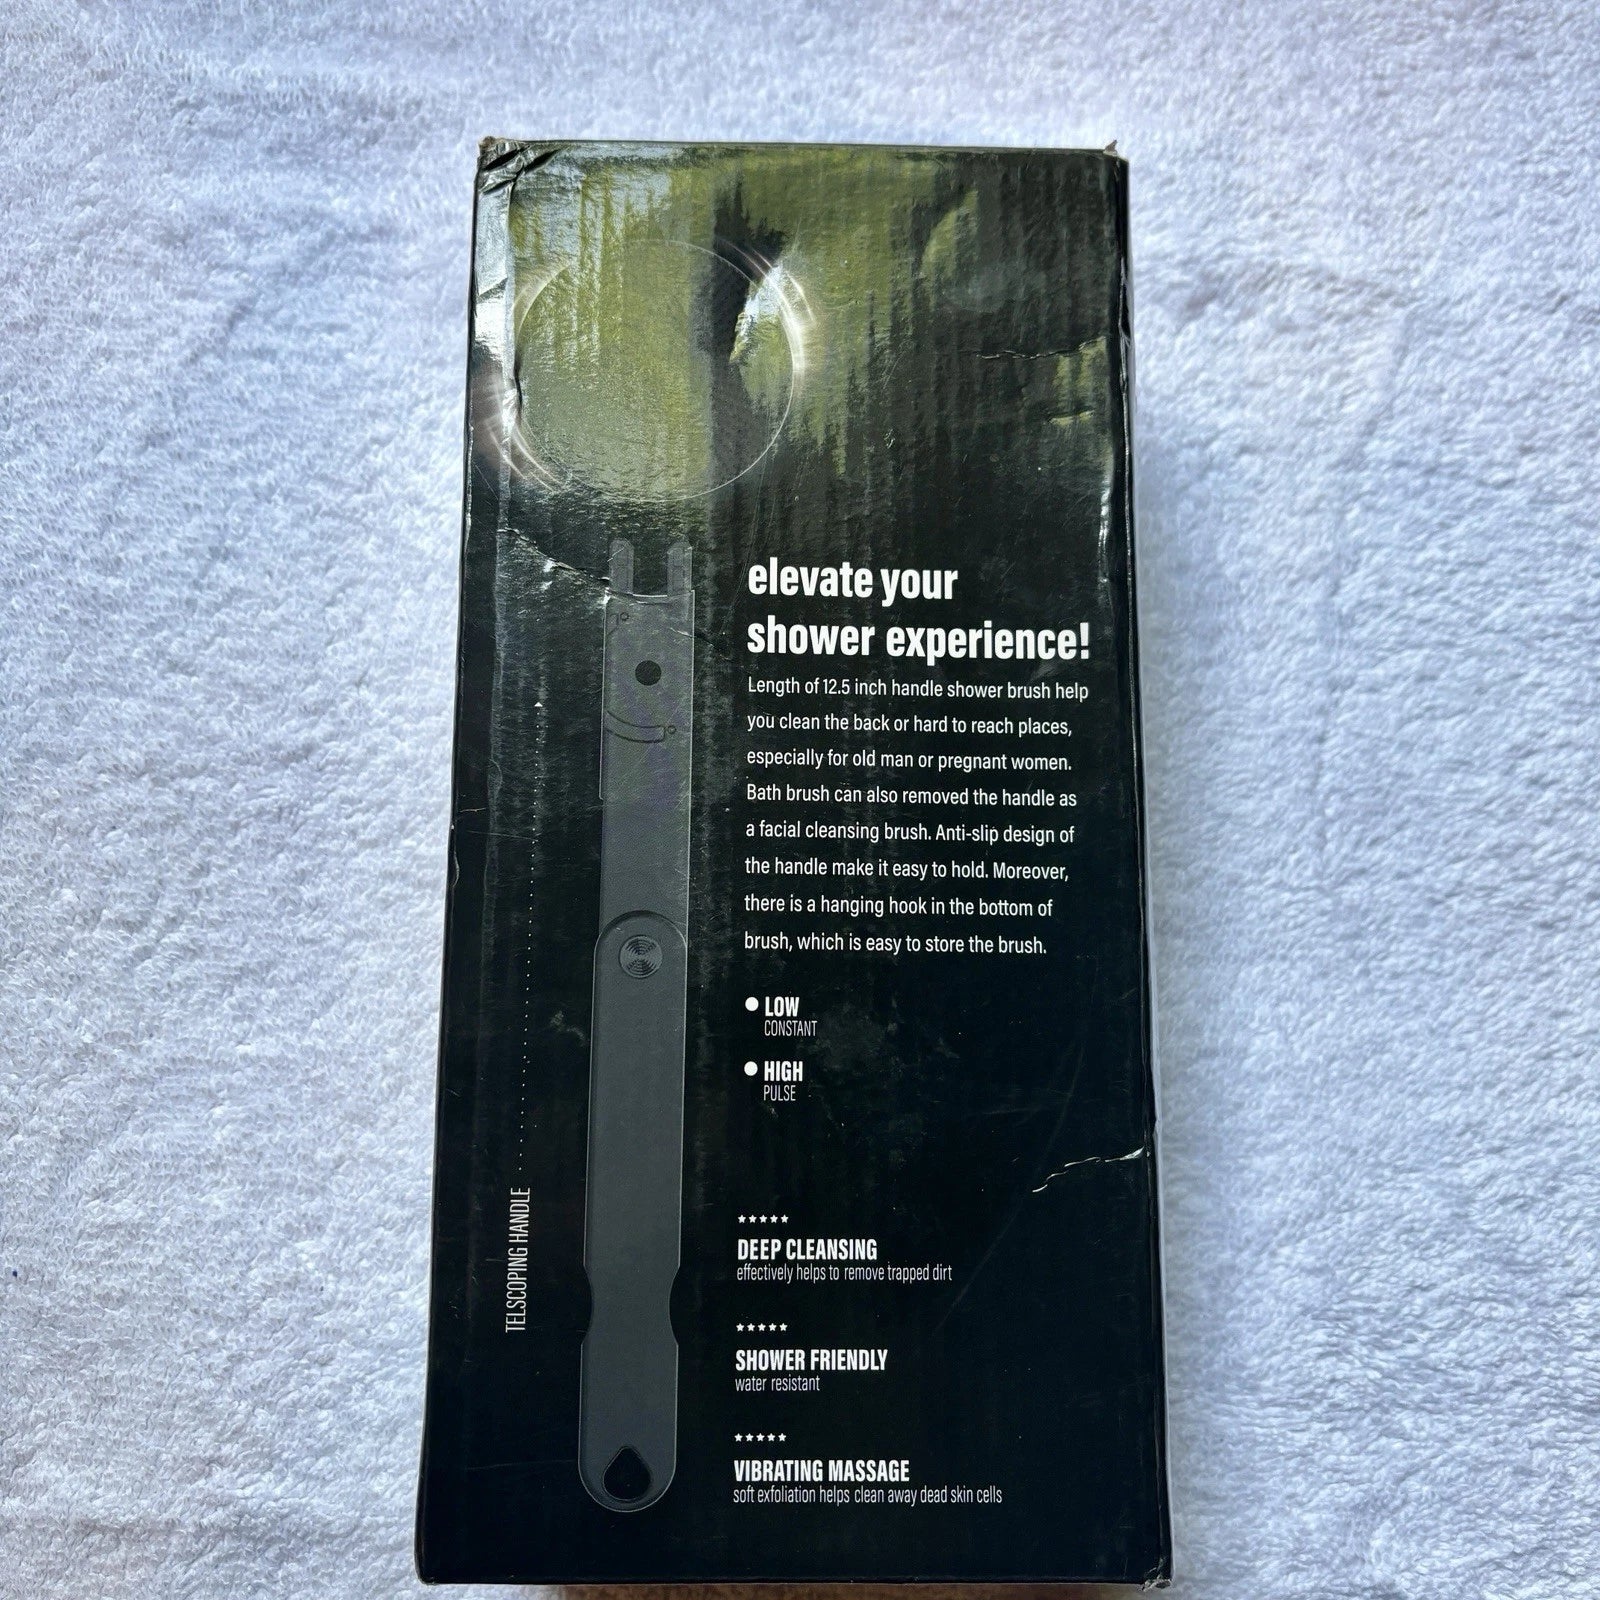 elevate your
shower experience!
Length of 12.5 inch handle shower brush help
you clean the back or hard to reach places,
especially for old man or pregnant women.
Bath brush can also removed the handle as
a facial cleansing brush. Anti-slip design of
the handle make it easy to hold. Moreover,
there is a hanging hook in the bottom of
brush, which is easy to store the brush.
LOW
CONSTANT
HIGH
PULSE
TELSCOPING HANDLE
DEEP CLEANSING
effectively helps to remove trapped dirt
SHOWER FRIENDLY
water resistant
VIBRATING MASSAGE
soft exfoliation helps clean away dead skin cells